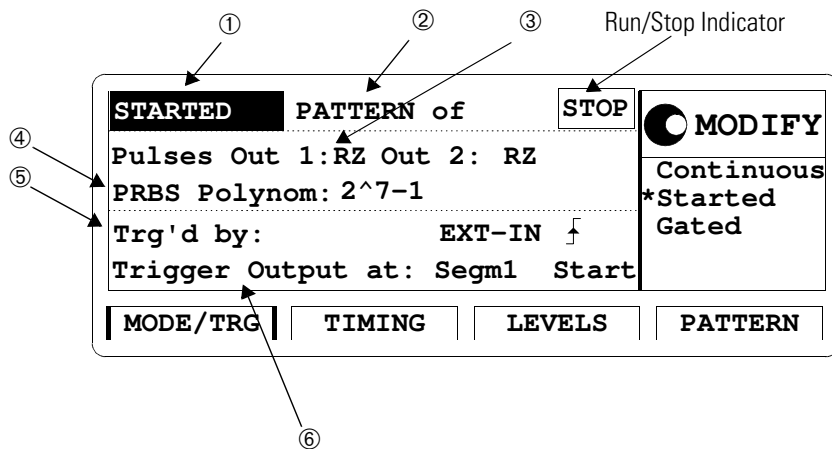 ① ② ③ Run/Stop Indicator
STARTED PATTERN of STOP
MODIFY
④ Pulses Out 1:RZ Out 2: RZ
Continuous
⑤ PRBS Polynom: 2^7-1
*Started
Trg'd by: EXT-IN
Gated
Trigger Output at: Segm1 Start
MODE/TRG TIMING LEVELS PATTERN
⑥